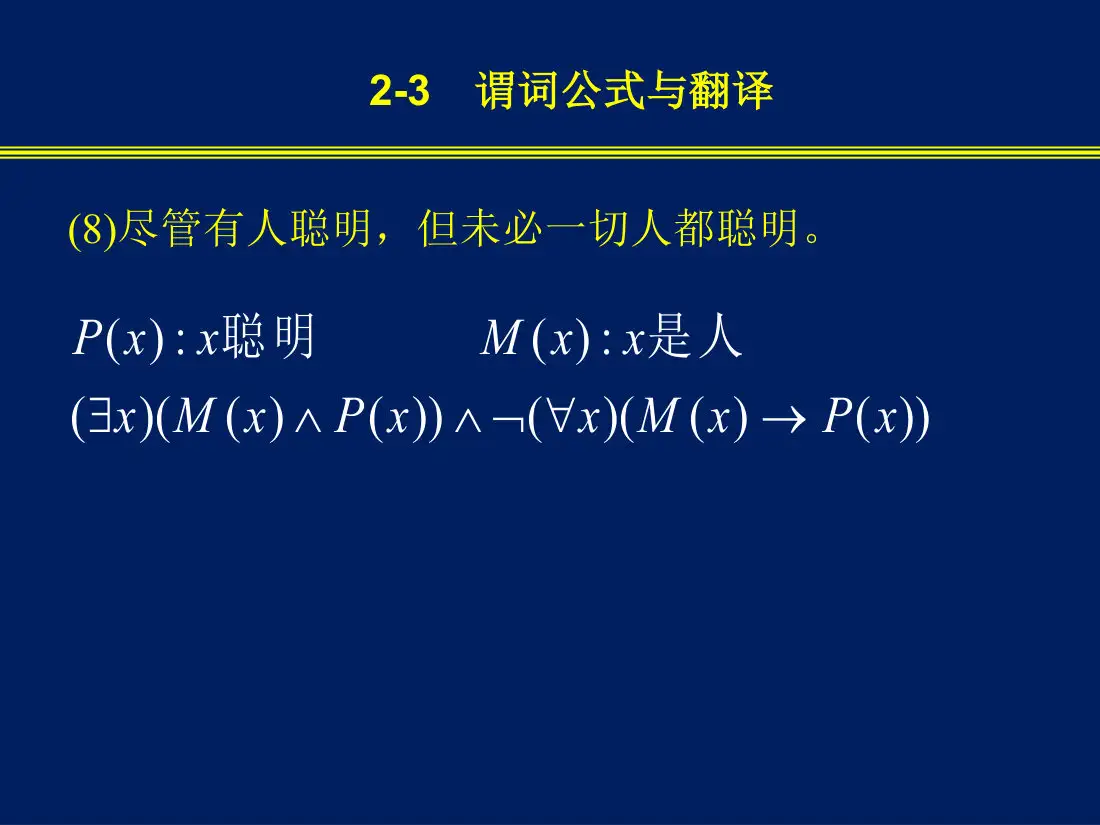 2-3 谓词公式与翻译
(8)尽管有人聪明，但未必一切人都聪明。
P(x) : x聪明 M(x) : x是人
(∃x)(M(x) ∧ P(x)) ∧ ¬(∀x)(M(x) → P(x))